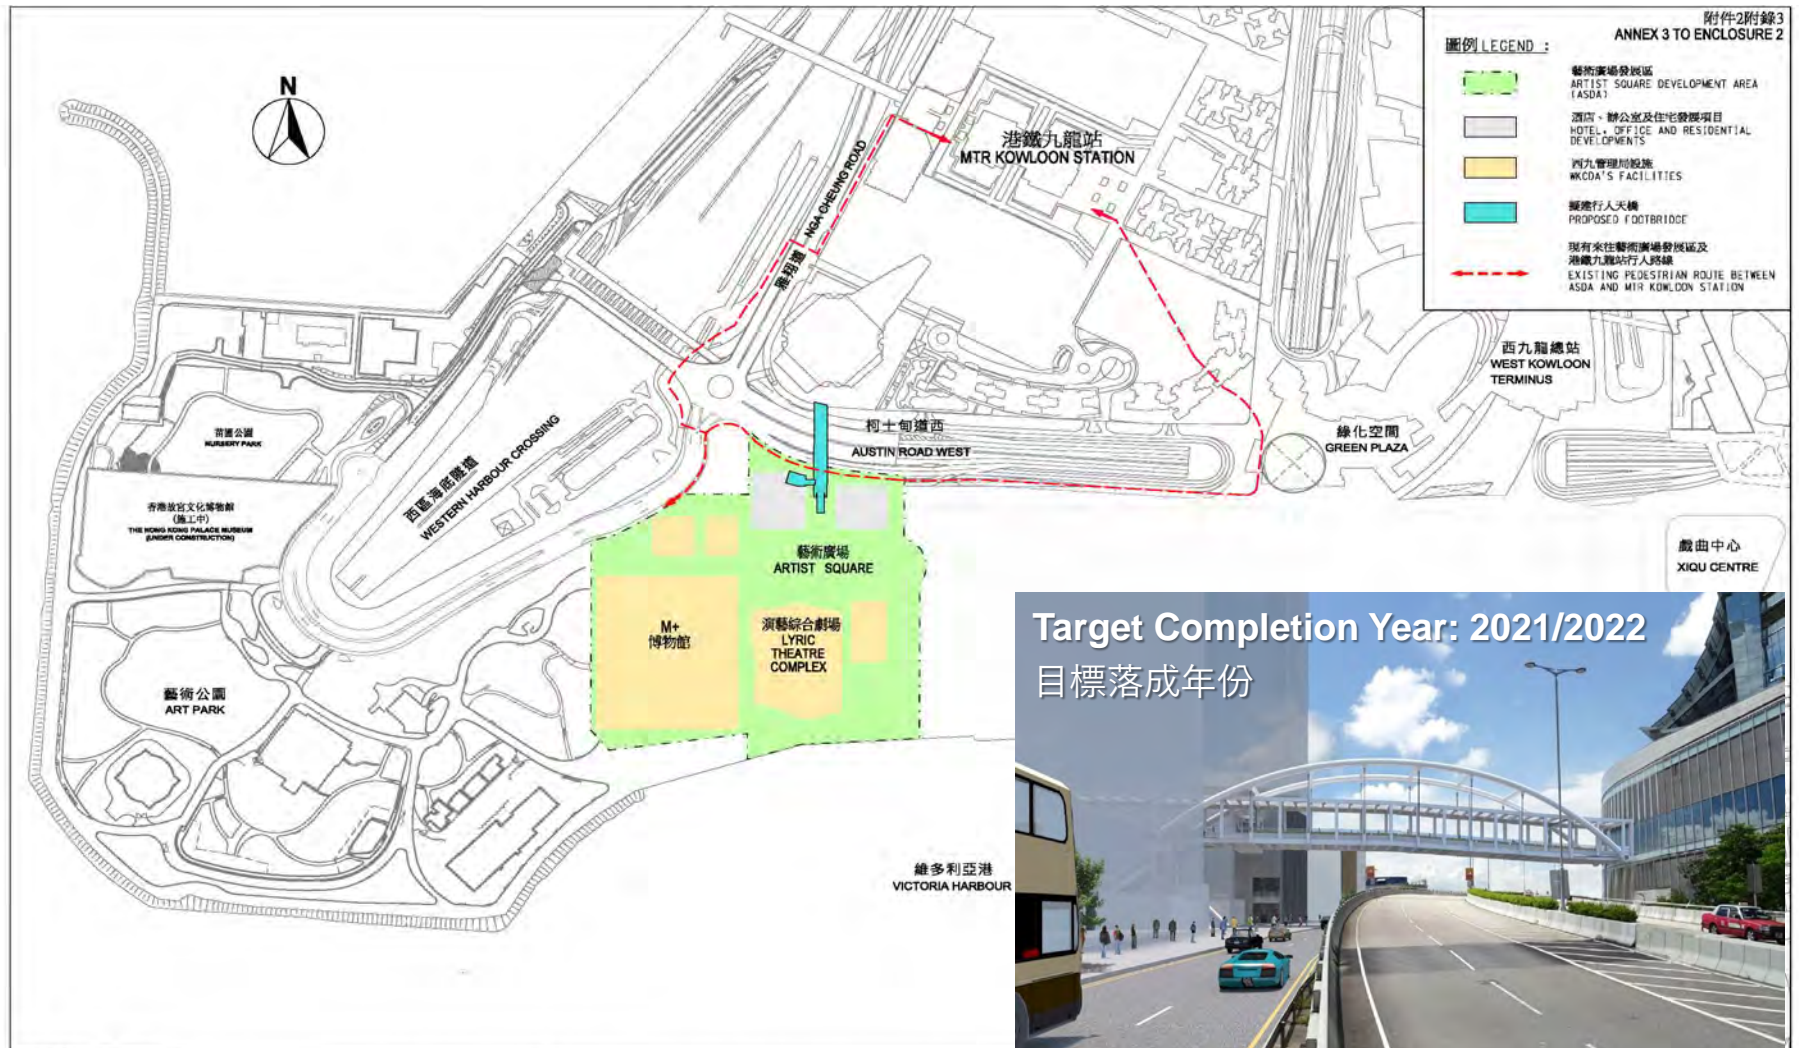 附件2附錄3
ANNEX 3 TO ENCLOSURE 2
圖例 LEGEND :
藝術廣場發展區
ARTIST SQUARE DEVELOPMENT AREA
(ASDA)
酒店、辦公室及住宅發展項目
HOTEL, OFFICE AND RESIDENTIAL
DEVELOPMENTS
西九管理局設施
WKCDA'S FACILITIES
擬建行人天橋
PROPOSED FOOTBRIDGE
現有來往藝術廣場發展區及
港鐵九龍站行人路線
EXISTING PEDESTRIAN ROUTE BETWEEN
ASDA AND MTR KOWLOON STATION
N
港鐵九龍站
MTR KOWLOON STATION
雅翔道 NGA CHEUNG ROAD
西九龍總站
WEST KOWLOON
TERMINUS
柯士甸道西
AUSTIN ROAD WEST
綠化空間
GREEN PLAZA
苗圃公園
NURSERY PARK
西區海底隧道
WESTERN HARBOUR CROSSING
香港故宮文化博物館
(施工中)
THE HONG KONG PALACE MUSEUM
(UNDER CONSTRUCTION)
藝術廣場
ARTIST SQUARE
戲曲中心
XIQU CENTRE
M+
博物館
演藝綜合劇場
LYRIC
THEATRE
COMPLEX
藝術公園
ART PARK
維多利亞港
VICTORIA HARBOUR
Target Completion Year: 2021/2022
目標落成年份